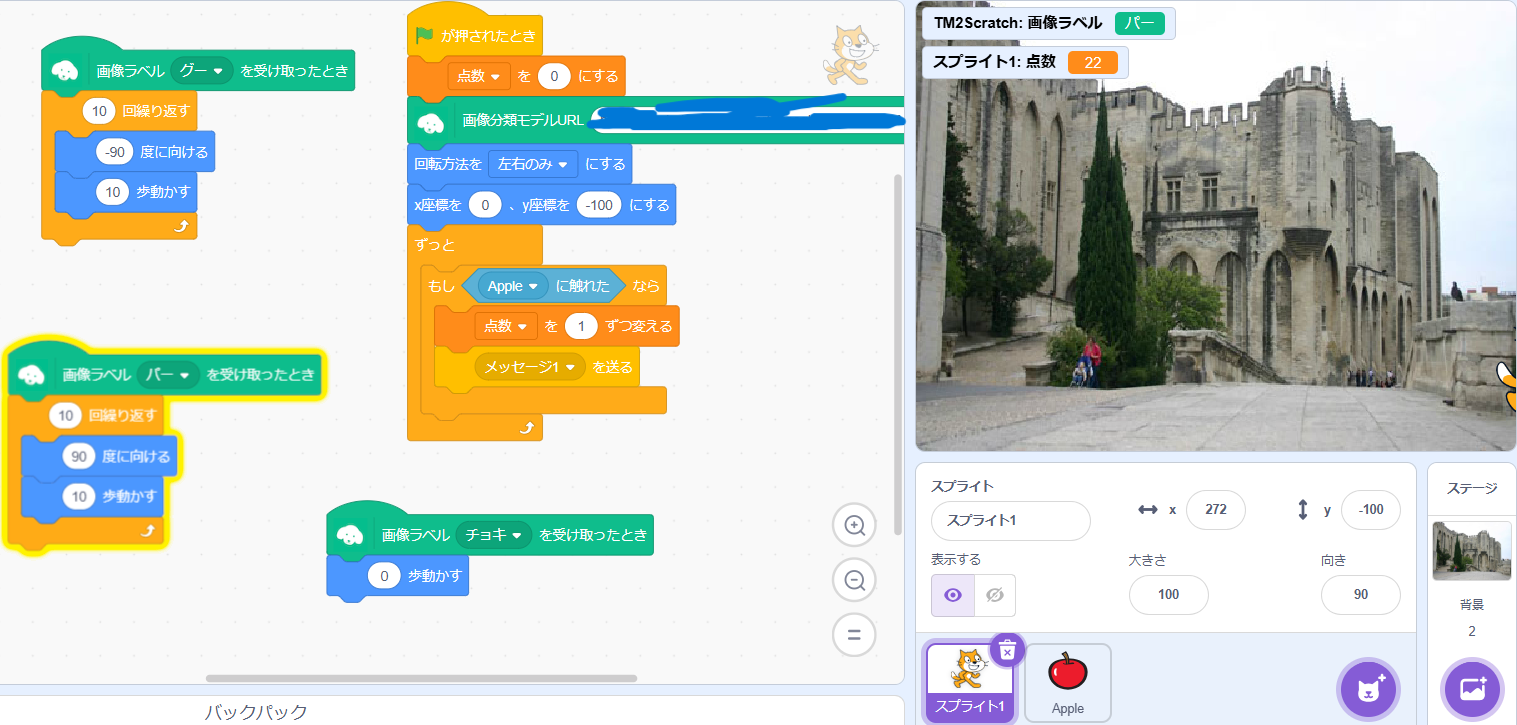 画像ラベル グー を受け取ったとき
10 回繰り返す
-90 度に向ける
10 歩動かす
画像ラベル パー を受け取ったとき
10 回繰り返す
90 度に向ける
10 歩動かす
が押されたとき
点数 を 0 にする
画像分類モデルURL
回転方法を 左右のみ にする
x座標を 0 、y座標を -100 にする
ずっと
もし Apple に触れた なら
点数 を 1 ずつ変える
メッセージ1 を送る
画像ラベル チョキ を受け取ったとき
0 歩動かす
バックパック
TM2Scratch: 画像ラベル パー
スプライト1: 点数 22
スプライト
スプライト1
x 272
y -100
表示する
大きさ
100
向き
90
スプライト1
Apple
ステージ
背景
2